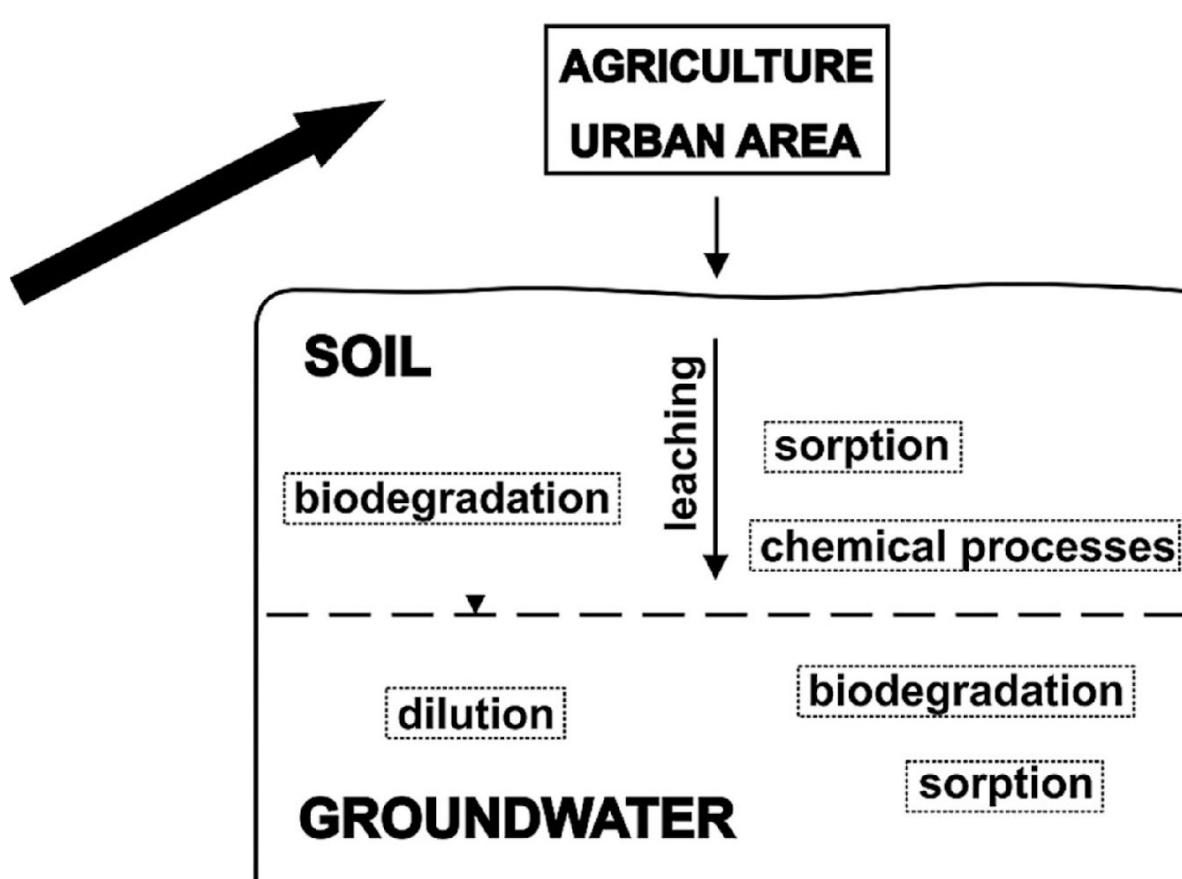 AGRICULTURE
URBAN AREA
SOIL
leaching
sorption
biodegradation
chemical processes
dilution
biodegradation
sorption
GROUNDWATER